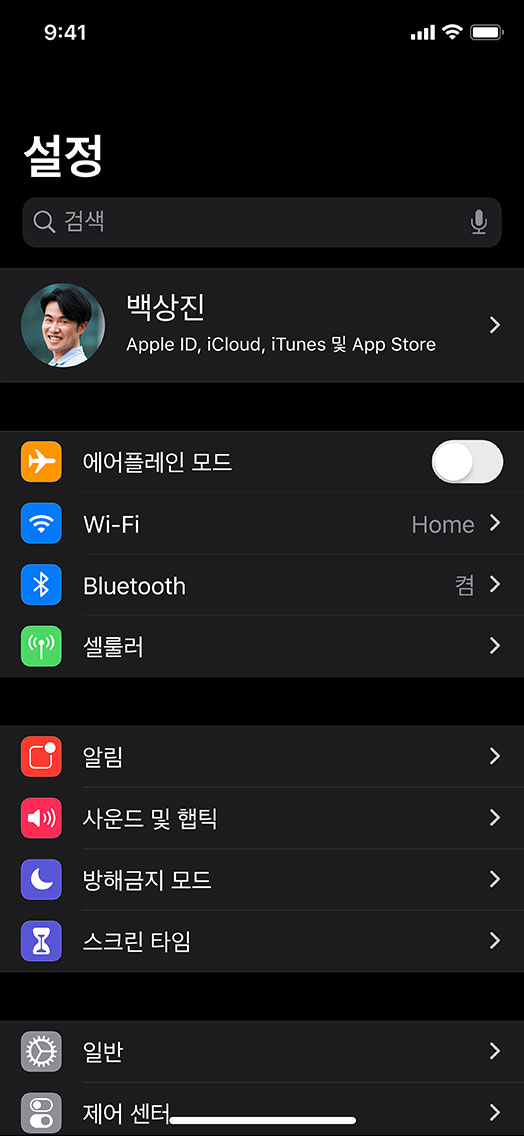 9:41
설정
검색
백상진
Apple ID, iCloud, iTunes 및 App Store
에어플레인 모드
Wi-Fi Home
Bluetooth 켬
셀룰러
알림
사운드 및 햅틱
방해금지 모드
스크린 타임
일반
제어 센터